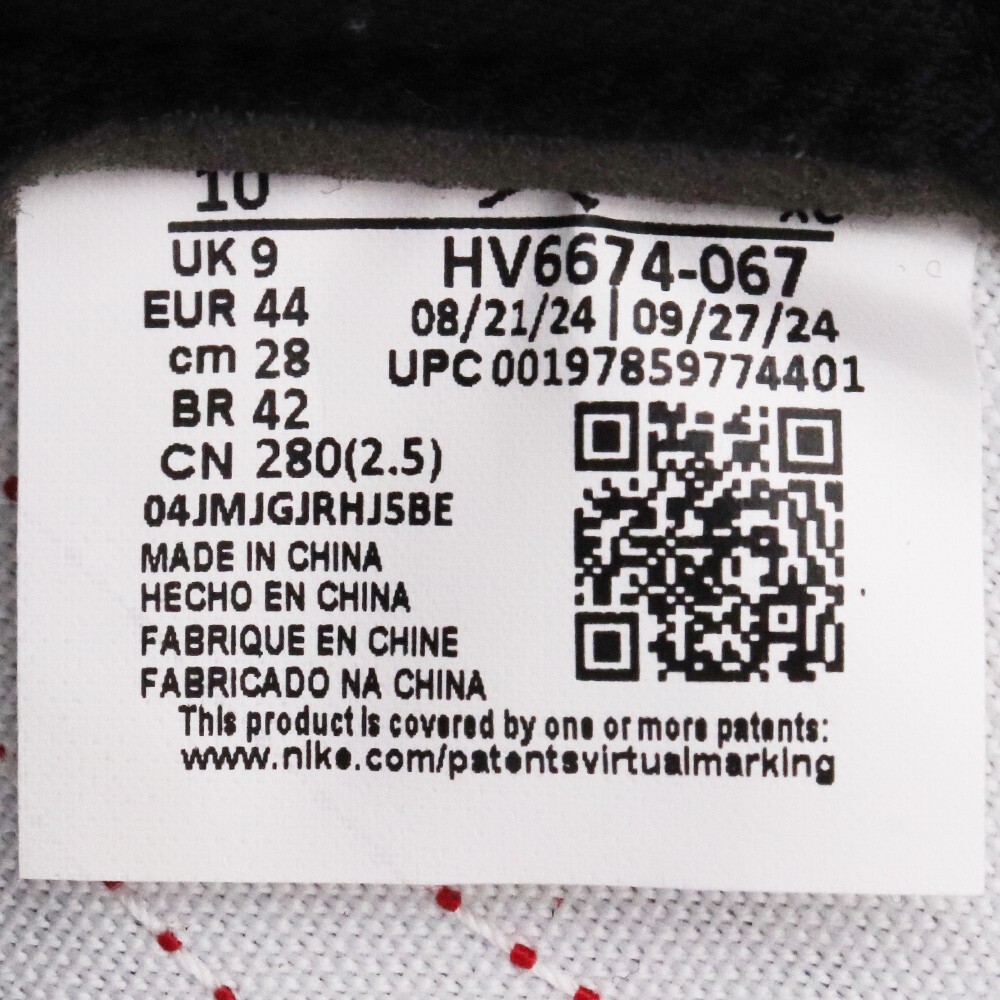 10
UK 9
EUR 44
cm 28
BR 42
CN 280(2.5)
04JMJGJRHJ5BE
MADE IN CHINA
HECHO EN CHINA
FABRIQUE EN CHINE
FABRICADO NA CHINA
HV6674-067
08/21/24 | 09/27/24
UPC 00197859774401
This product is covered by one or more patents:
www.nike.com/patentsvirtualmarking